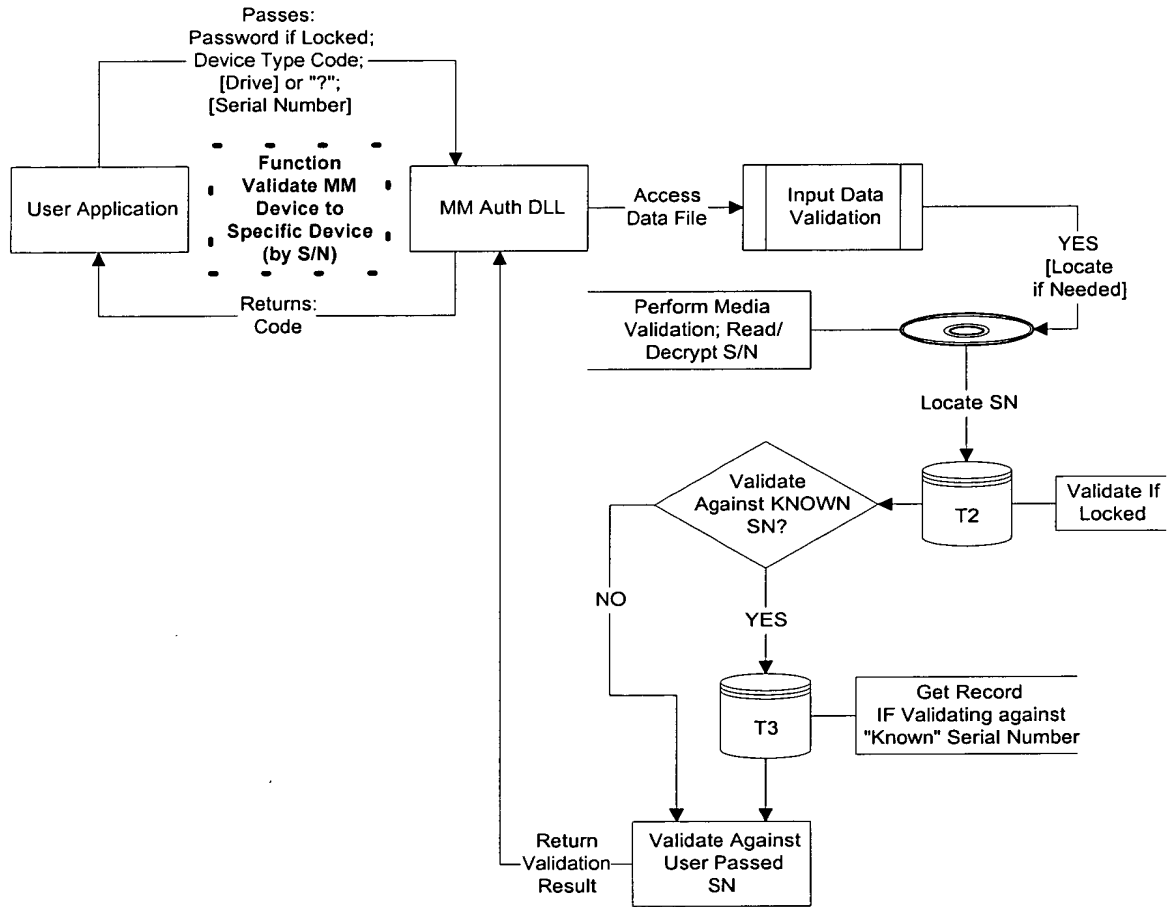 Passes:
Password if Locked;
Device Type Code;
[Drive] or "?";
[Serial Number]
User Application
Function
Validate MM
Device to
Specific Device
(by S/N)
MM Auth DLL
Access
Data File
Input Data
Validation
YES
[Locate
if Needed]
Returns:
Code
Perform Media
Validation; Read/
Decrypt S/N
Locate SN
Validate
Against KNOWN
SN?
T2
Validate If
Locked
NO
YES
T3
Get Record
IF Validating against
"Known" Serial Number
Return
Validation
Result
Validate Against
User Passed
SN